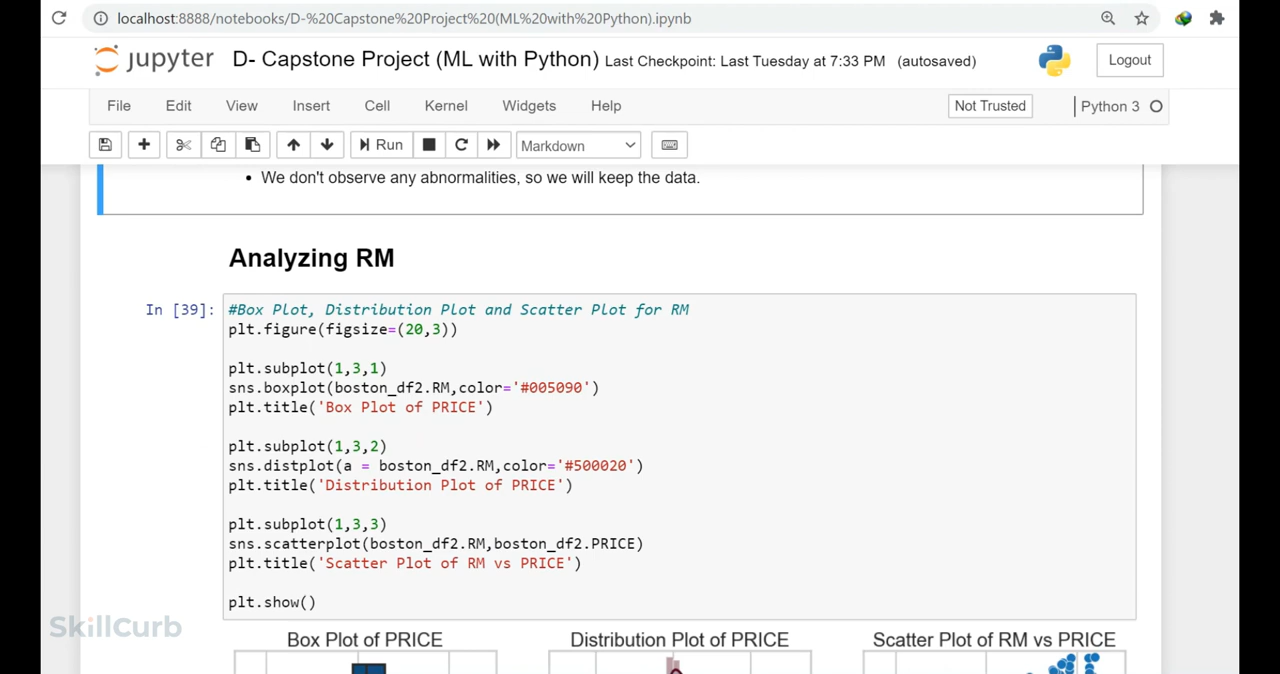 localhost:8888/notebooks/D-%20Capstone%20Project%20(ML%20with%20Python).ipynb
jupyter D- Capstone Project (ML with Python) Last Checkpoint: Last Tuesday at 7:33 PM (autosaved) Logout
File Edit View Insert Cell Kernel Widgets Help Not Trusted Python 3
Run Markdown
• We don't observe any abnormalities, so we will keep the data.
Analyzing RM
In [39]: #Box Plot, Distribution Plot and Scatter Plot for RM
plt.figure(figsize=(20,3))
plt.subplot(1,3,1)
sns.boxplot(boston_df2.RM,color='#005090')
plt.title('Box Plot of PRICE')
plt.subplot(1,3,2)
sns.distplot(a = boston_df2.RM,color='#500020')
plt.title('Distribution Plot of PRICE')
plt.subplot(1,3,3)
sns.scatterplot(boston_df2.RM,boston_df2.PRICE)
plt.title('Scatter Plot of RM vs PRICE')
plt.show()
SkillCurb
Box Plot of PRICE Distribution Plot of PRICE Scatter Plot of RM vs PRICE